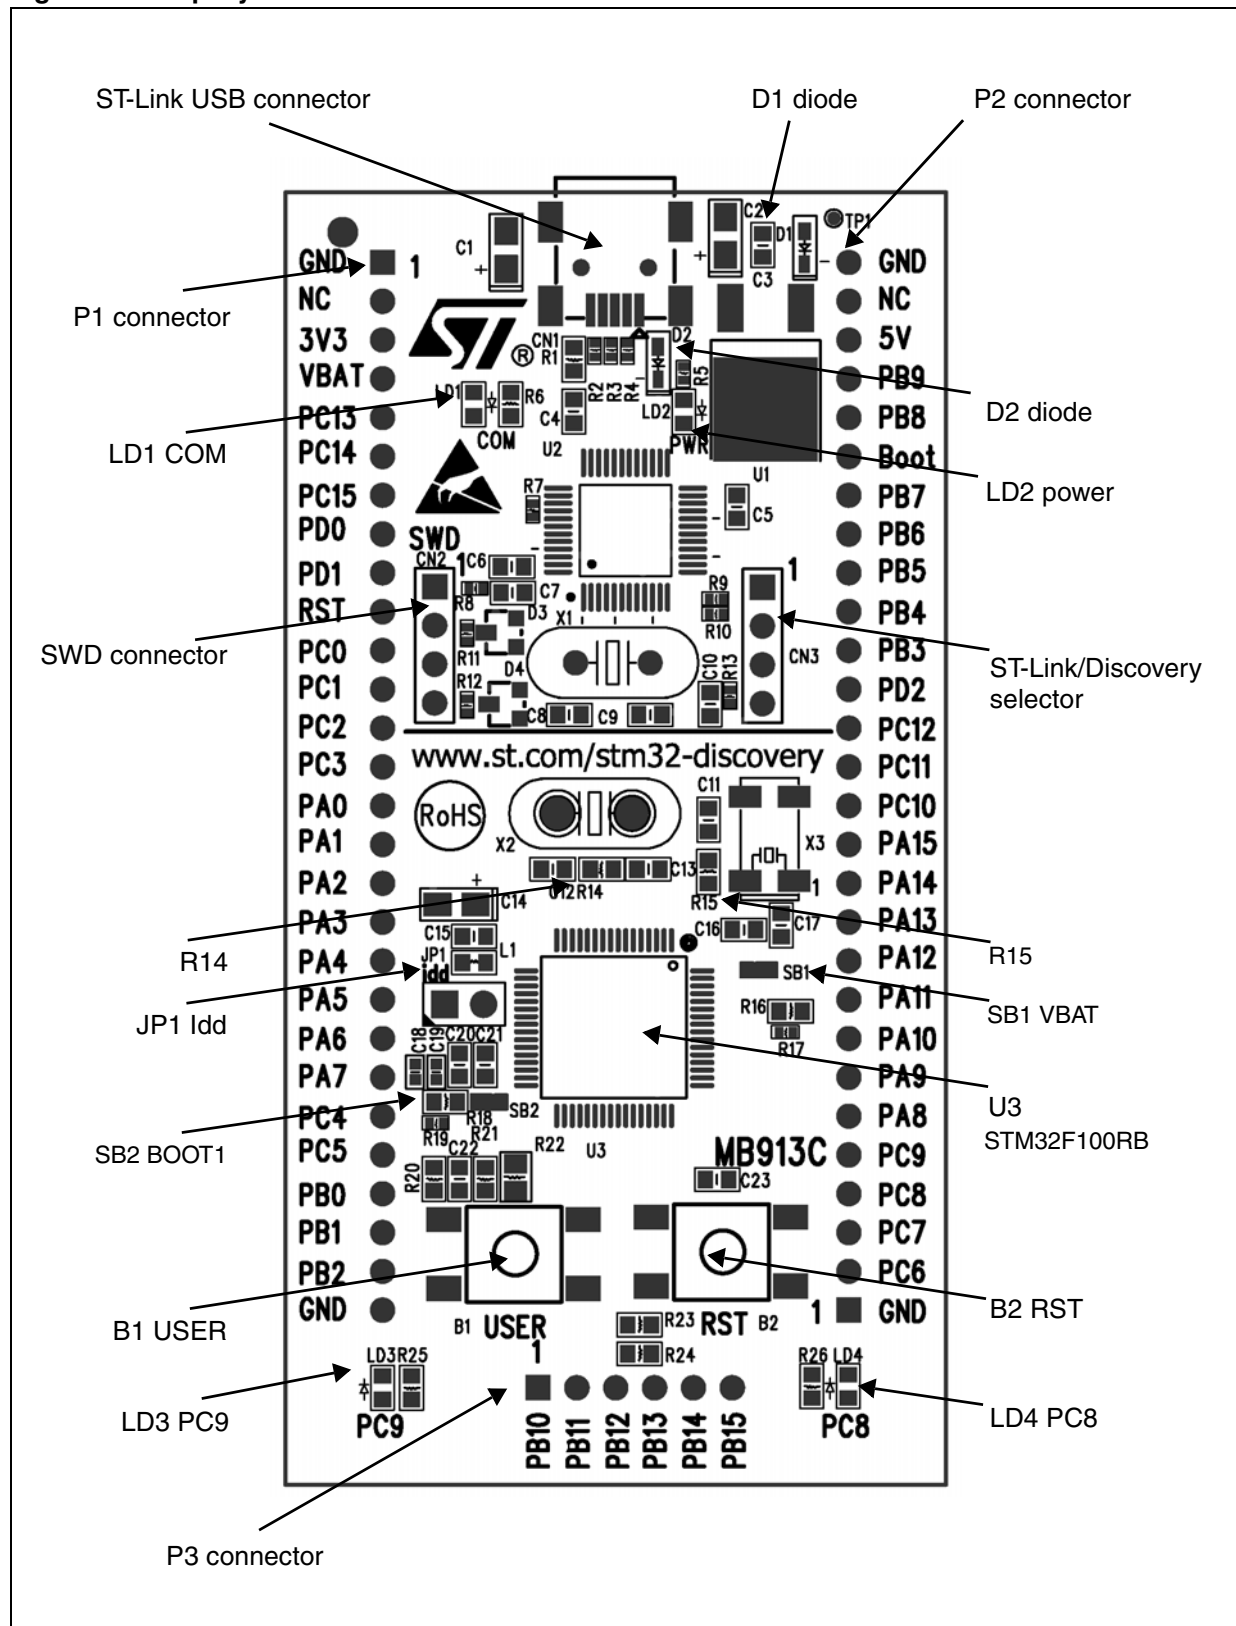 ST-Link USB connector
D1 diode
P2 connector
C1
C2
D1
TP1
C3
GND
1
GND
P1 connector
NC
NC
3V3
ST
®
CN1
R1
D2
5V
VBAT
R2
R3
R4
R5
PB9
LD1
R6
LD2
D2 diode
PC13
COM
C4
U2
PWR
PB8
LD1 COM
PC14
U1
Boot
LD2 power
PC15
R7
C5
PB7
PD0
SWD
PB6
CN2
1
C6
1
PD1
C7
R9
PB5
R8
D3
X1
R10
RST
PB4
SWD connector
PC0
R11
D4
C10
R13
CN3
PB3
ST-Link/Discovery
selector
PC1
R12
PD2
C8
C9
PC2
PC12
www.st.com/stm32-discovery
PC3
PC11
C11
PA0
RoHS
PC10
PA1
X2
X3
PA15
C13
PA2
C12
R14
R15
1
PA14
C14
PA3
C15
C16
C17
PA13
R14
L1
R15
PA4
JP1
Idd
SB1
PA12
JP1 Idd
PA5
R16
PA11
SB1 VBAT
PA6
C18
C19
C20
C21
R17
PA10
PA7
PA9
U3
STM32F100RB
PC4
R18
SB2
PA8
SB2 BOOT1
R19
R21
R22
U3
MB913C
PC5
R20
C22
C23
PC9
PB0
PC8
PB1
PC7
PB2
PC6
GND
1
GND
B1 USER
B1
USER
R23
RST
B2
B2 RST
1
R24
LD3
R25
R26
LD4
LD3 PC9
PC9
PB10
PB11
PB12
PB13
PB14
PB15
PC8
LD4 PC8
P3 connector